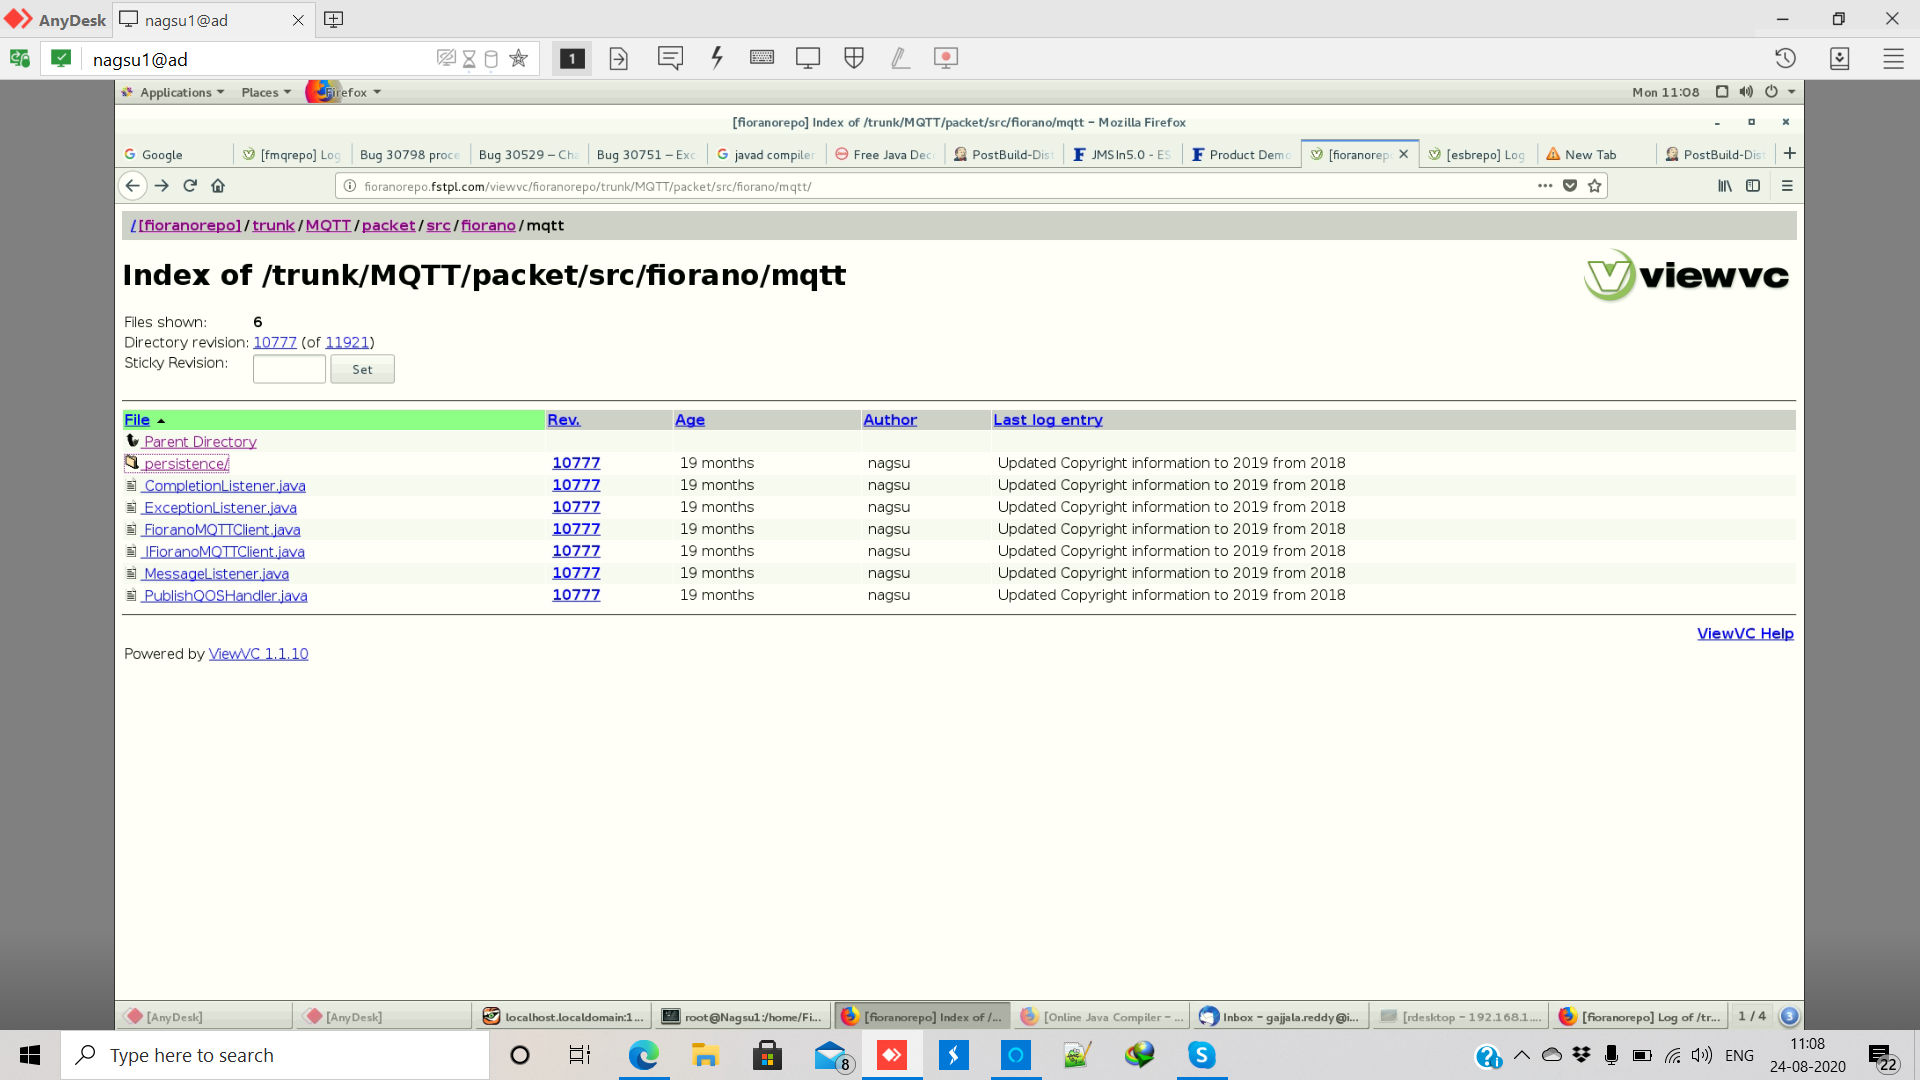 AnyDesk
nagsu1@ad
nagsu1@ad
1
Applications
Places
Firefox
Mon 11:08
[fioranorepo] Index of /trunk/MQTT/packet/src/fiorano/mqtt - Mozilla Firefox
Google
[fmqrepo] Log
Bug 30798 proce
Bug 30529 – Cha
Bug 30751 – Exc
javad compiler
Free Java Dec
PostBuild-Dist
JMSIn5.0 - ES
Product Demo
[fioranorepo
[esbrepo] Log
New Tab
PostBuild-Dist
fioranorepo.fstpl.com/viewvc/fioranorepo/trunk/MQTT/packet/src/fiorano/mqtt/
/[fioranorepo] / trunk / MQTT / packet / src / fiorano / mqtt
Index of /trunk/MQTT/packet/src/fiorano/mqtt
viewvc
Files shown: 6
Directory revision: 10777 (of 11921)
Sticky Revision:
Set
File Rev. Age Author Last log entry
Parent Directory
persistence/ 10777 19 months nagsu Updated Copyright information to 2019 from 2018
CompletionListener.java 10777 19 months nagsu Updated Copyright information to 2019 from 2018
ExceptionListener.java 10777 19 months nagsu Updated Copyright information to 2019 from 2018
FioranoMQTTClient.java 10777 19 months nagsu Updated Copyright information to 2019 from 2018
IFioranoMQTTClient.java 10777 19 months nagsu Updated Copyright information to 2019 from 2018
MessageListener.java 10777 19 months nagsu Updated Copyright information to 2019 from 2018
PublishQOSHandler.java 10777 19 months nagsu Updated Copyright information to 2019 from 2018
ViewVC Help
Powered by ViewVC 1.1.10
[AnyDesk]
[AnyDesk]
localhost.localdomain:1...
root@Nagsu1:/home/Fi...
[fioranorepo] Index of /...
[Online Java Compiler – ...
Inbox – gajjala.reddy@i...
[rdesktop – 192.168.1....
[fioranorepo] Log of /tr...
1 / 4
3
Type here to search
8
ENG
11:08
24-08-2020
22